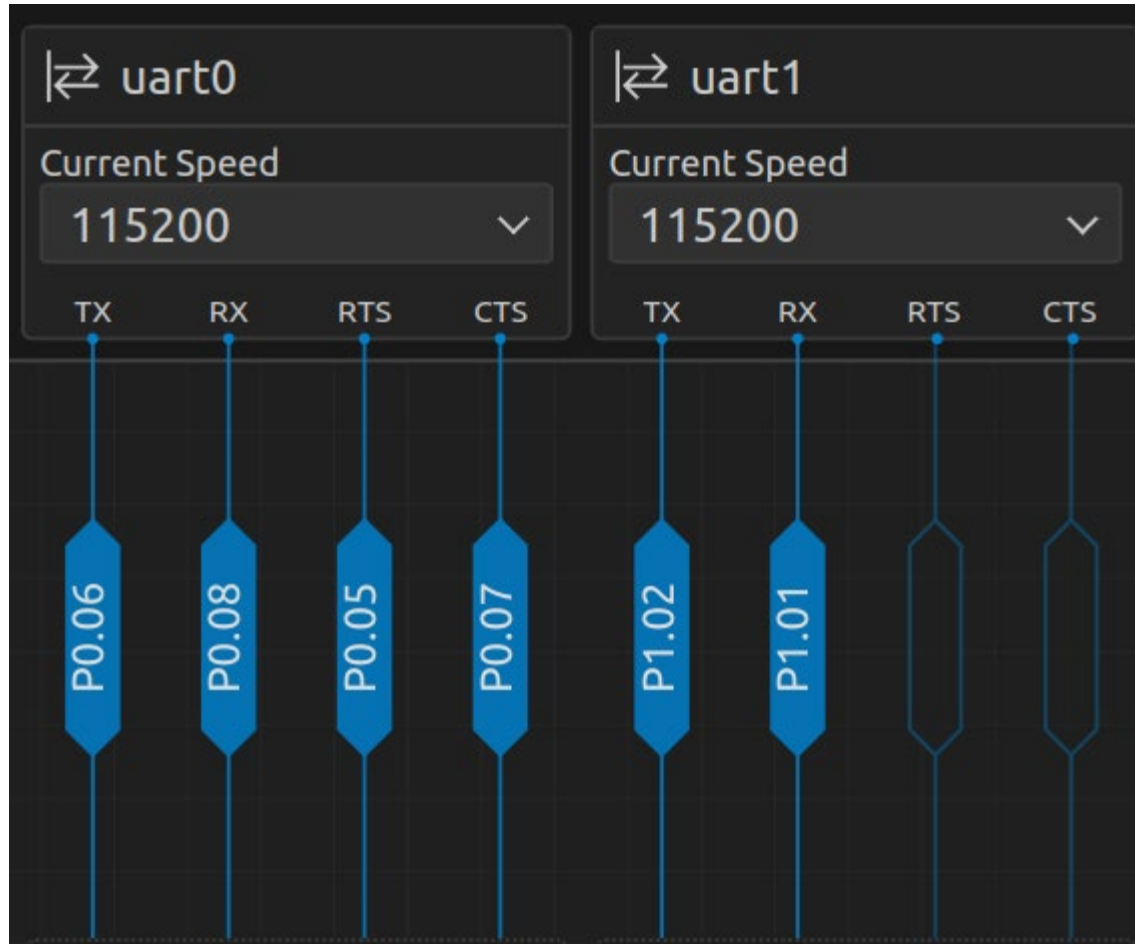 uart0
Current Speed
115200
TX RX RTS CTS
P0.06 P0.08 P0.05 P0.07
uart1
Current Speed
115200
TX RX RTS CTS
P1.02 P1.01